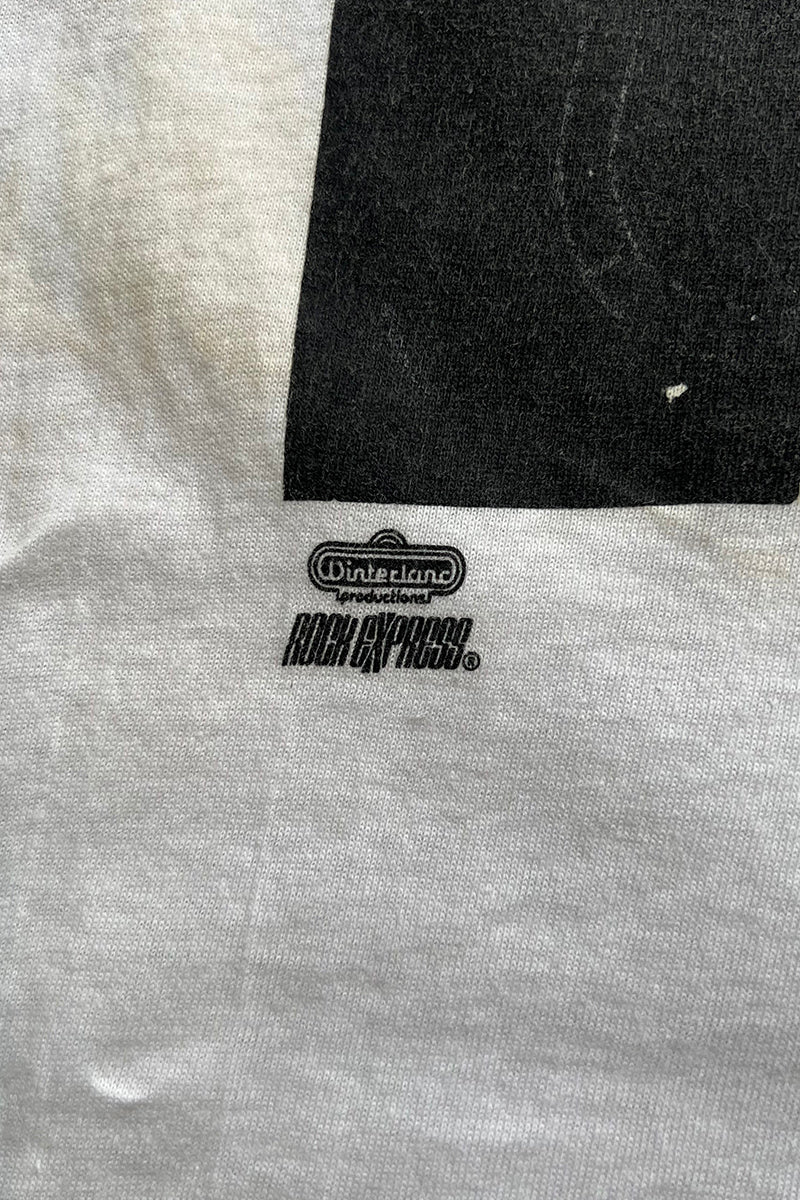 Winterland
productions
ROCK EXPRESS®